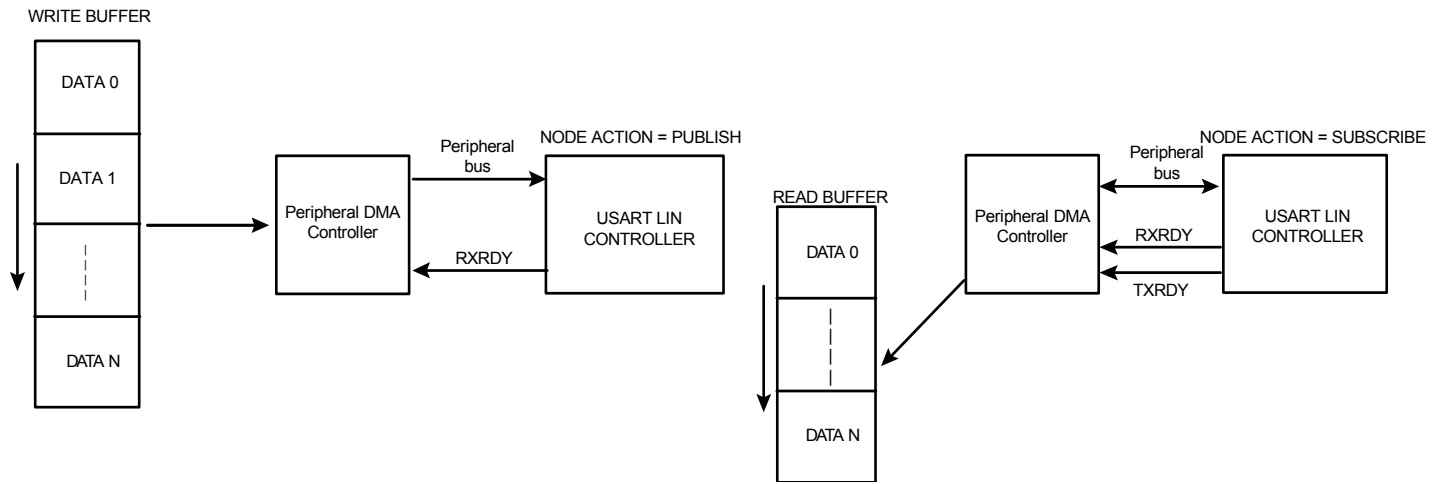 WRITE BUFFER
DATA 0
DATA 1
DATA N
Peripheral DMA
Controller
Peripheral
bus
RXRDY
NODE ACTION = PUBLISH
USART LIN
CONTROLLER
READ BUFFER
DATA 0
DATA N
Peripheral DMA
Controller
Peripheral
bus
RXRDY
TXRDY
NODE ACTION = SUBSCRIBE
USART LIN
CONTROLLER